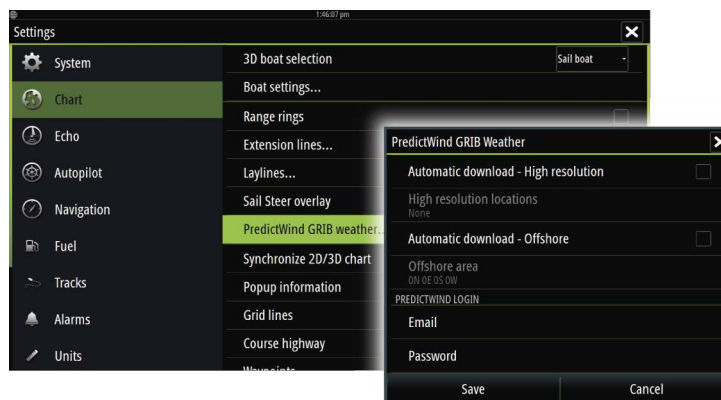 1:46:07 pm
Settings
System
Chart
Echo
Autopilot
Navigation
Fuel
Tracks
Alarms
Units
3D boat selection
Sail boat
Boat settings...
Range rings
Extension lines...
Laylines...
Sail Steer overlay
PredictWind GRIB weather..
Synchronize 2D/3D chart
Popup information
Grid lines
Course highway
Waypoints
PredictWind GRIB Weather
Automatic download - High resolution
High resolution locations
None
Automatic download - Offshore
Offshore area
0N 0E 0S 0W
PREDICTWIND LOGIN
Email
Password
Save
Cancel